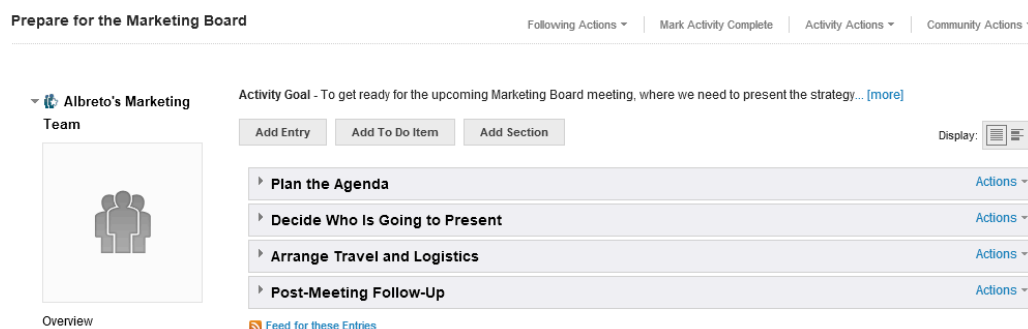 Prepare for the Marketing Board
Following Actions
Mark Activity Complete
Activity Actions
Community Actions
Albreto's Marketing
Team
Activity Goal - To get ready for the upcoming Marketing Board meeting, where we need to present the strategy... [more]
Add Entry
Add To Do Item
Add Section
Display:
Plan the Agenda Actions
Decide Who Is Going to Present Actions
Arrange Travel and Logistics Actions
Post-Meeting Follow-Up Actions
Overview
Feed for these Entries